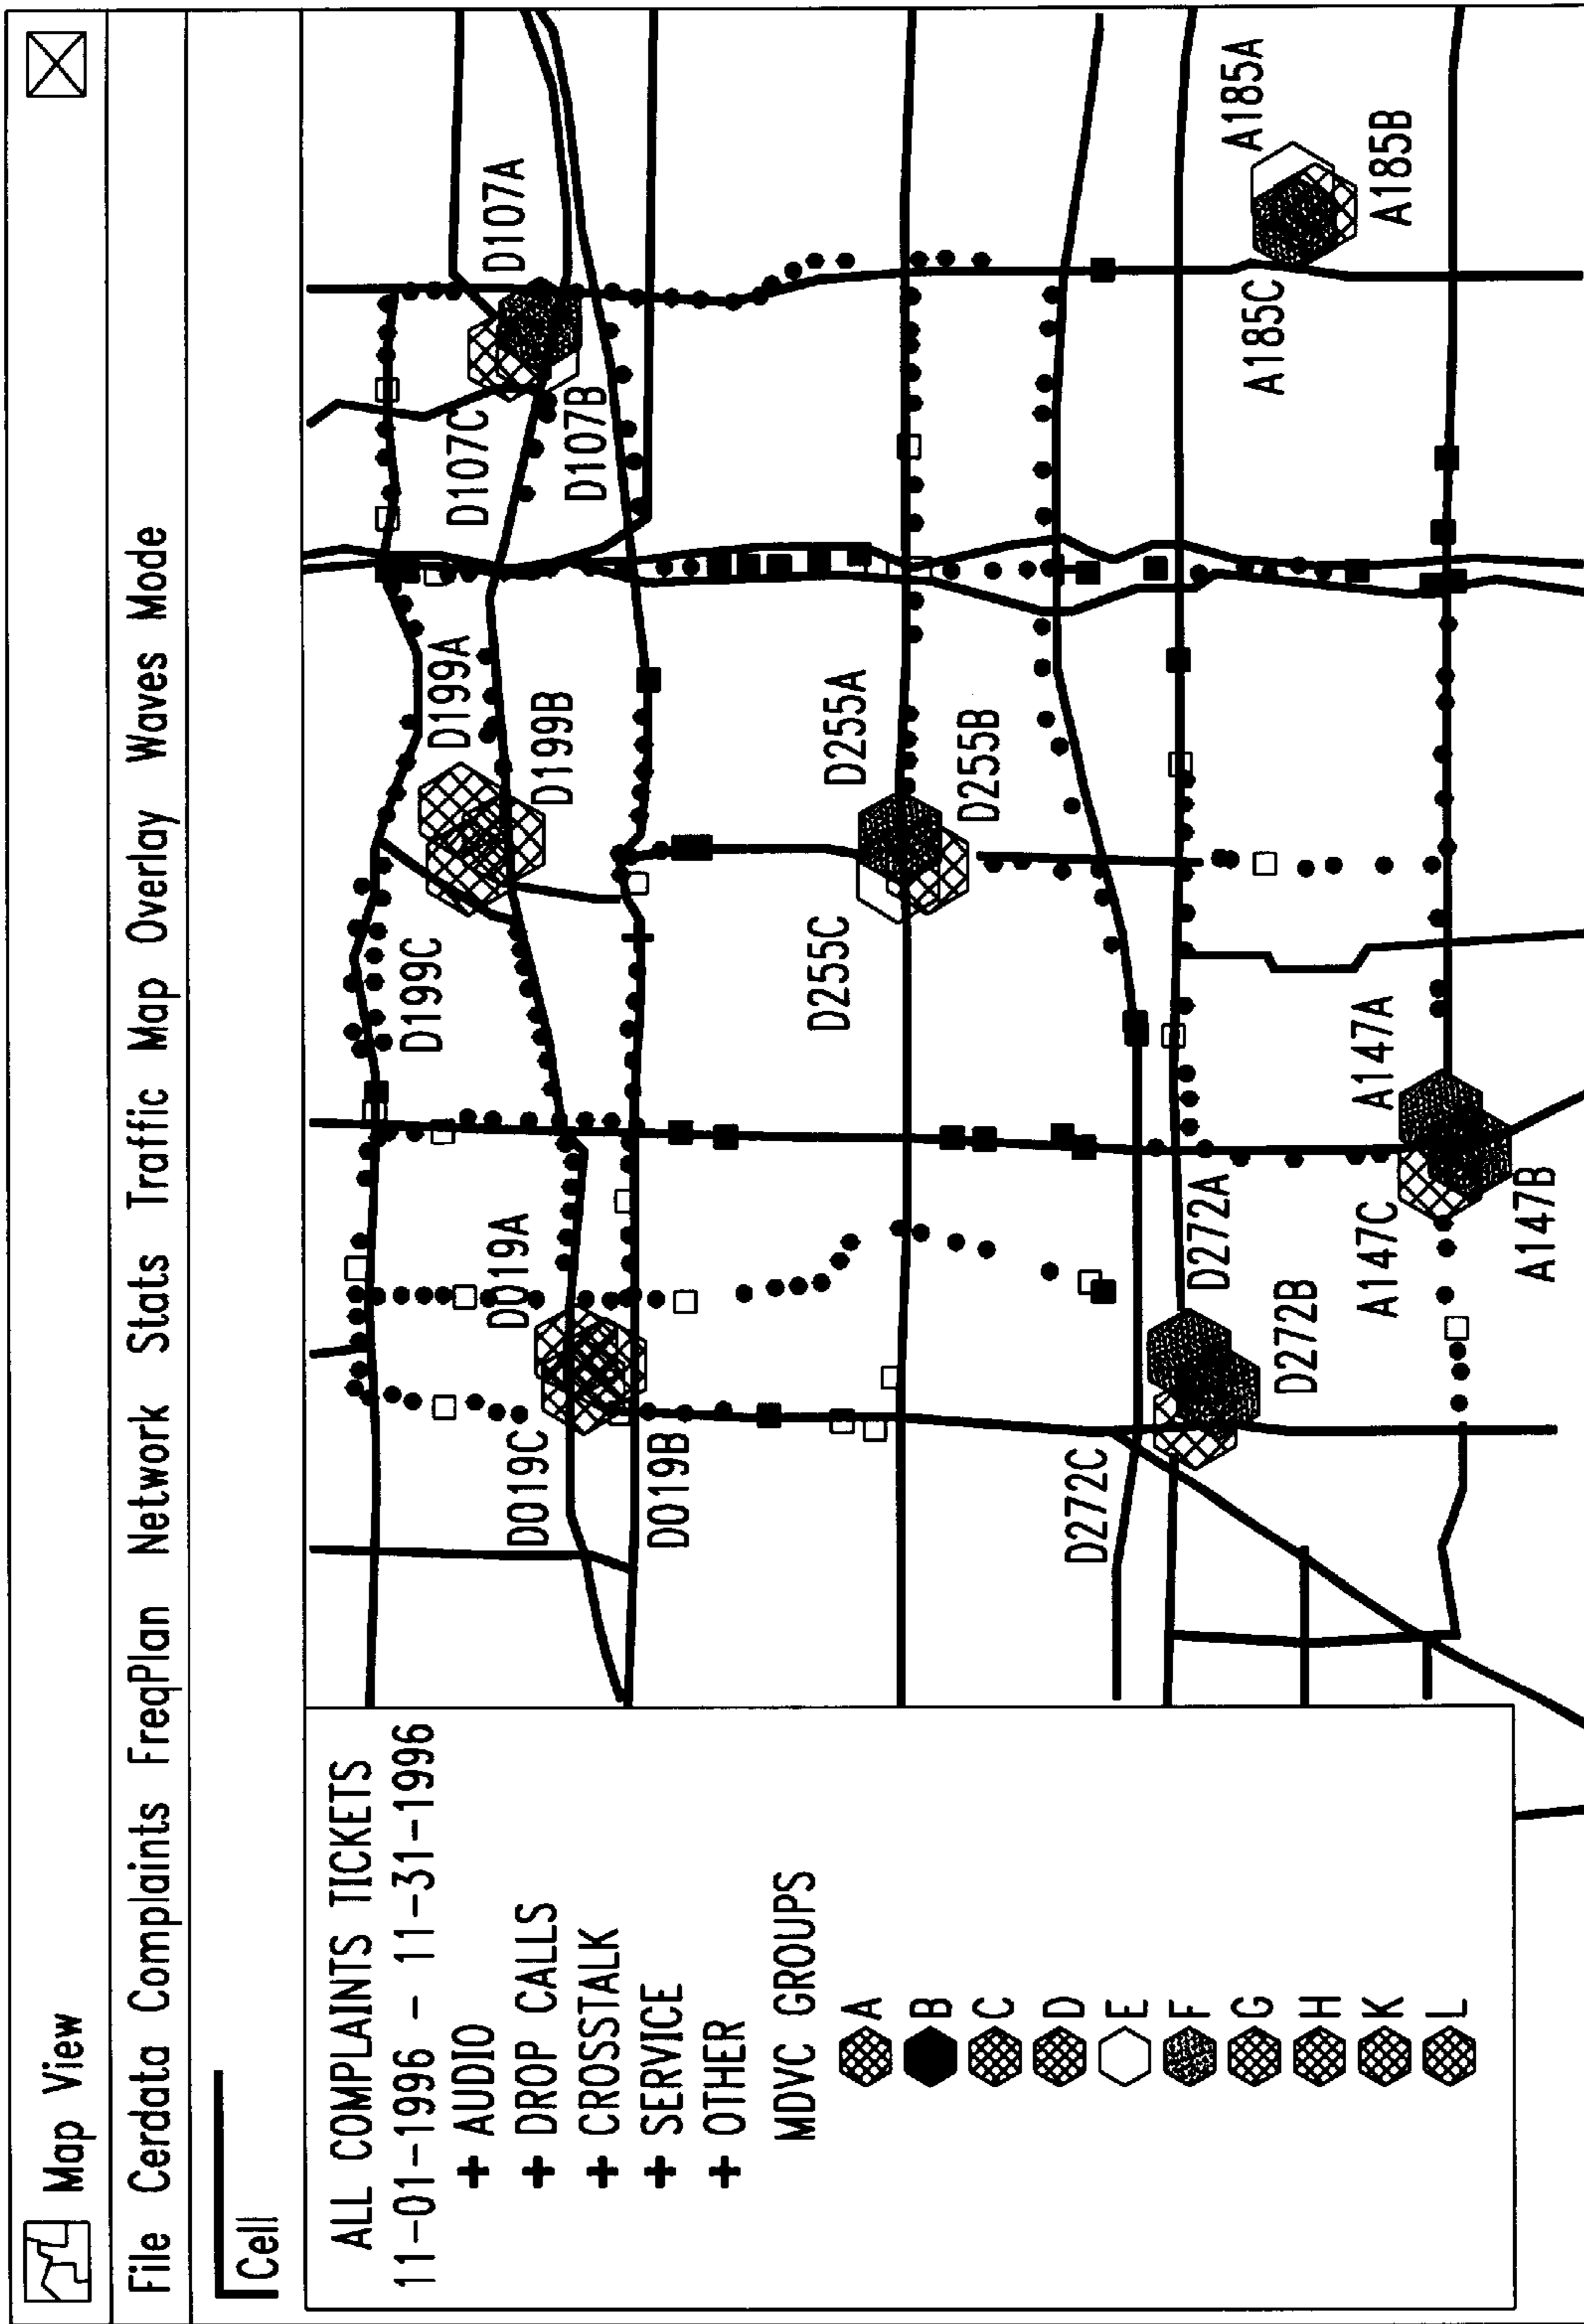 Map View
File Cerdata Complaints FreqPlan Network Stats Traffic Map Overlay Waves Mode
Cell
ALL COMPLAINTS TICKETS
11-01-1996 - 11-31-1996
+ AUDIO
+ DROP CALLS
+ CROSSTALK
+ SERVICE
+ OTHER
MDVC GROUPS
A
B
C
D
E
F
G
H
K
L
D199C
D199A
D107C
D107A
D019C
D019A
D199B
D107B
D019B
D255C
D255A
D255B
D272C
D272A
D272B
A185C
A185A
A147C
A147A
A185B
A147B